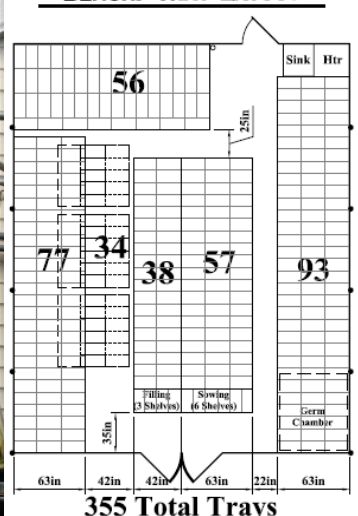 Sink Htr
56
25in
77 34 38 57 93
Filling
(3 Shelves)
Sowing
(6 Shelves)
Germ
Chamber
35in
63in 42in 42in 63in 22in 63in
355 Total Trays